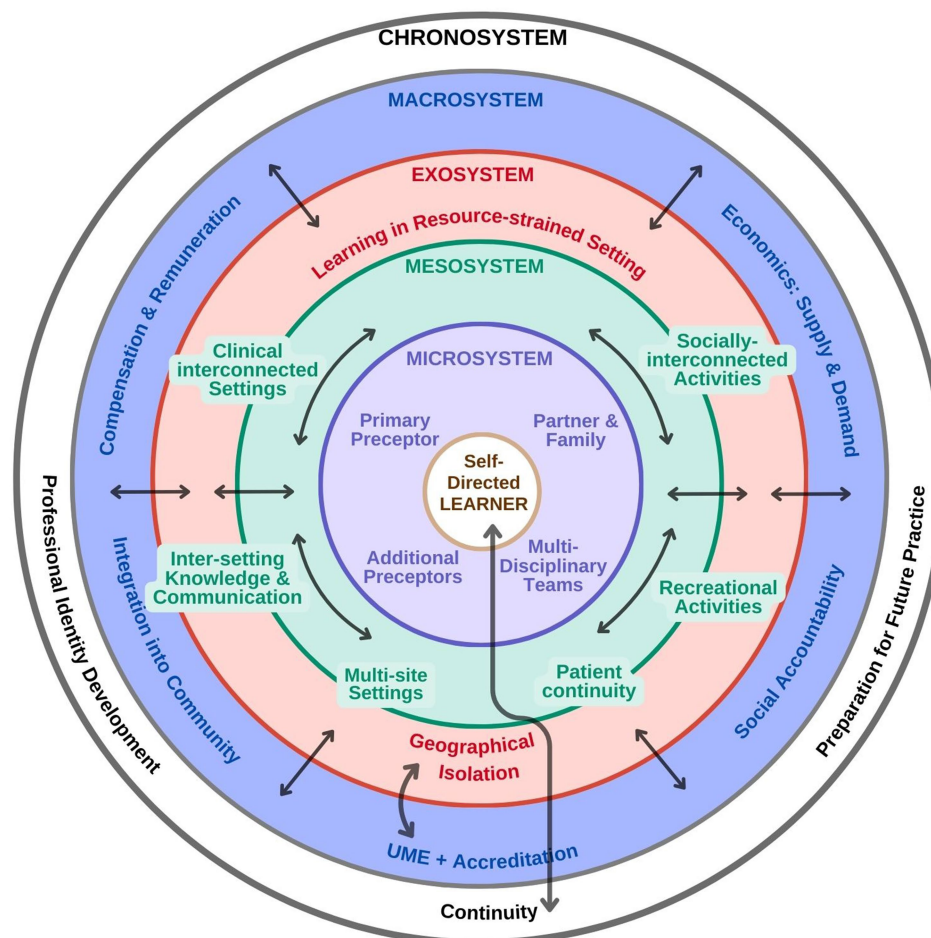 CHRONOSYSTEM
MACROSYSTEM
EXOSYSTEM
Learning in Resource-strained Setting
MESOSYSTEM
MICROSYSTEM
Compensation & Remuneration
Economics: Supply & Demand
Clinical
interconnected
Settings
Socially-
interconnected
Activities
Primary
Preceptor
Partner &
Family
Self-
Directed
LEARNER
Additional
Preceptors
Multi-
Disciplinary
Teams
Inter-setting
Knowledge &
Communication
Recreational
Activities
Multi-site
Settings
Patient
continuity
Professional Identity Development
Integration into Community
Social Accountability
Preparation for Future Practice
Geographical
Isolation
UME + Accreditation
Continuity